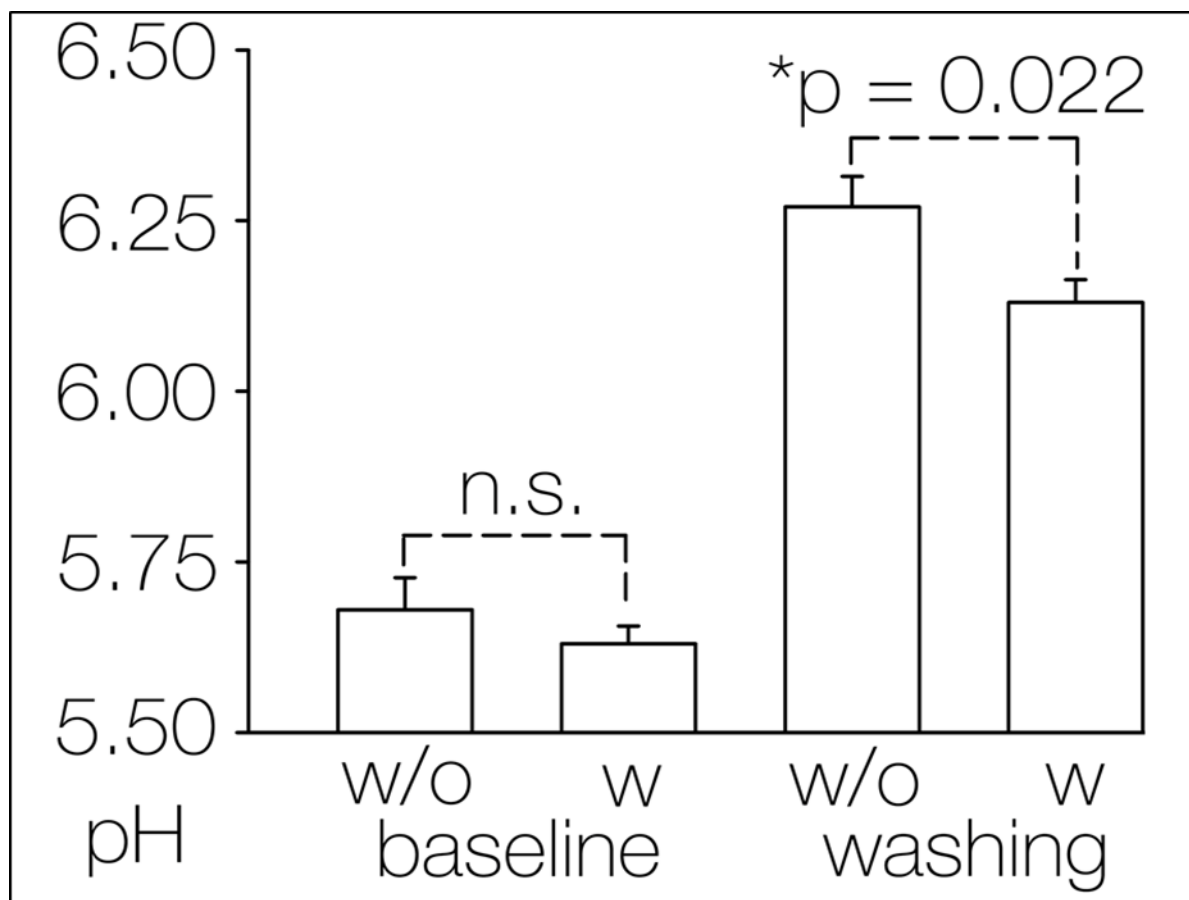 6.50
*p = 0.022
6.25
6.00
n.s.
5.75
5.50
w/o w w/o w
pH baseline washing